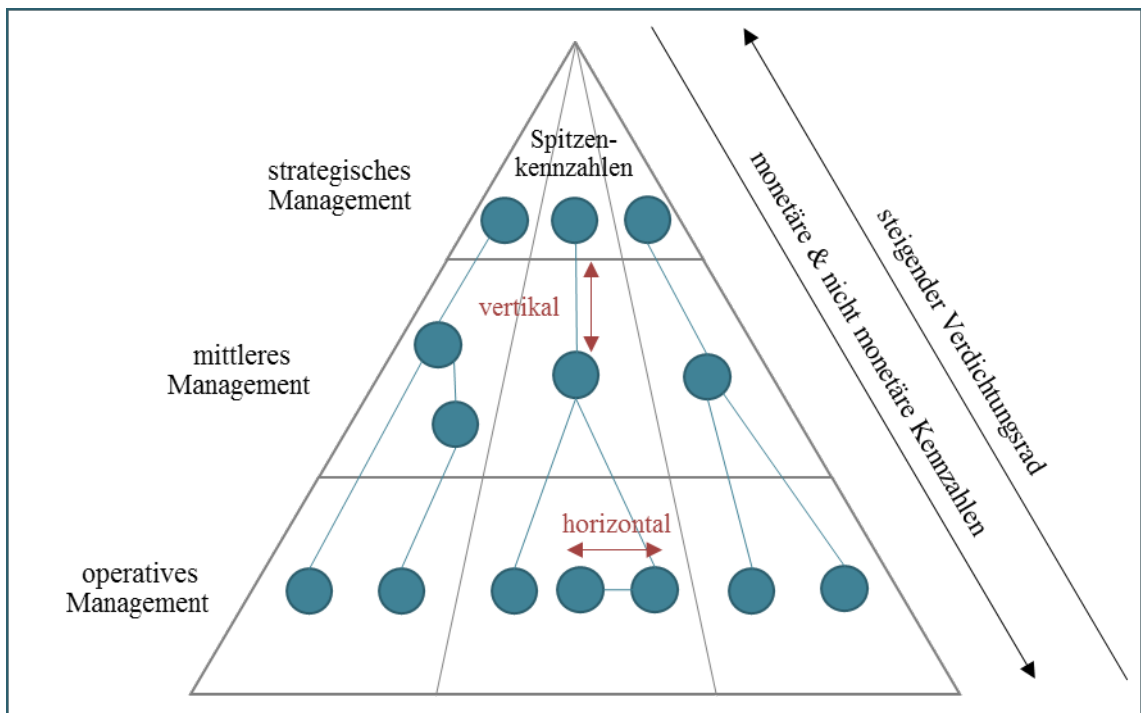 Spitzen-
kennzahlen
strategisches
Management
vertikal
mittleres
Management
horizontal
operatives
Management
monetäre & nicht monetäre Kennzahlen
steigender Verdichtungsrad